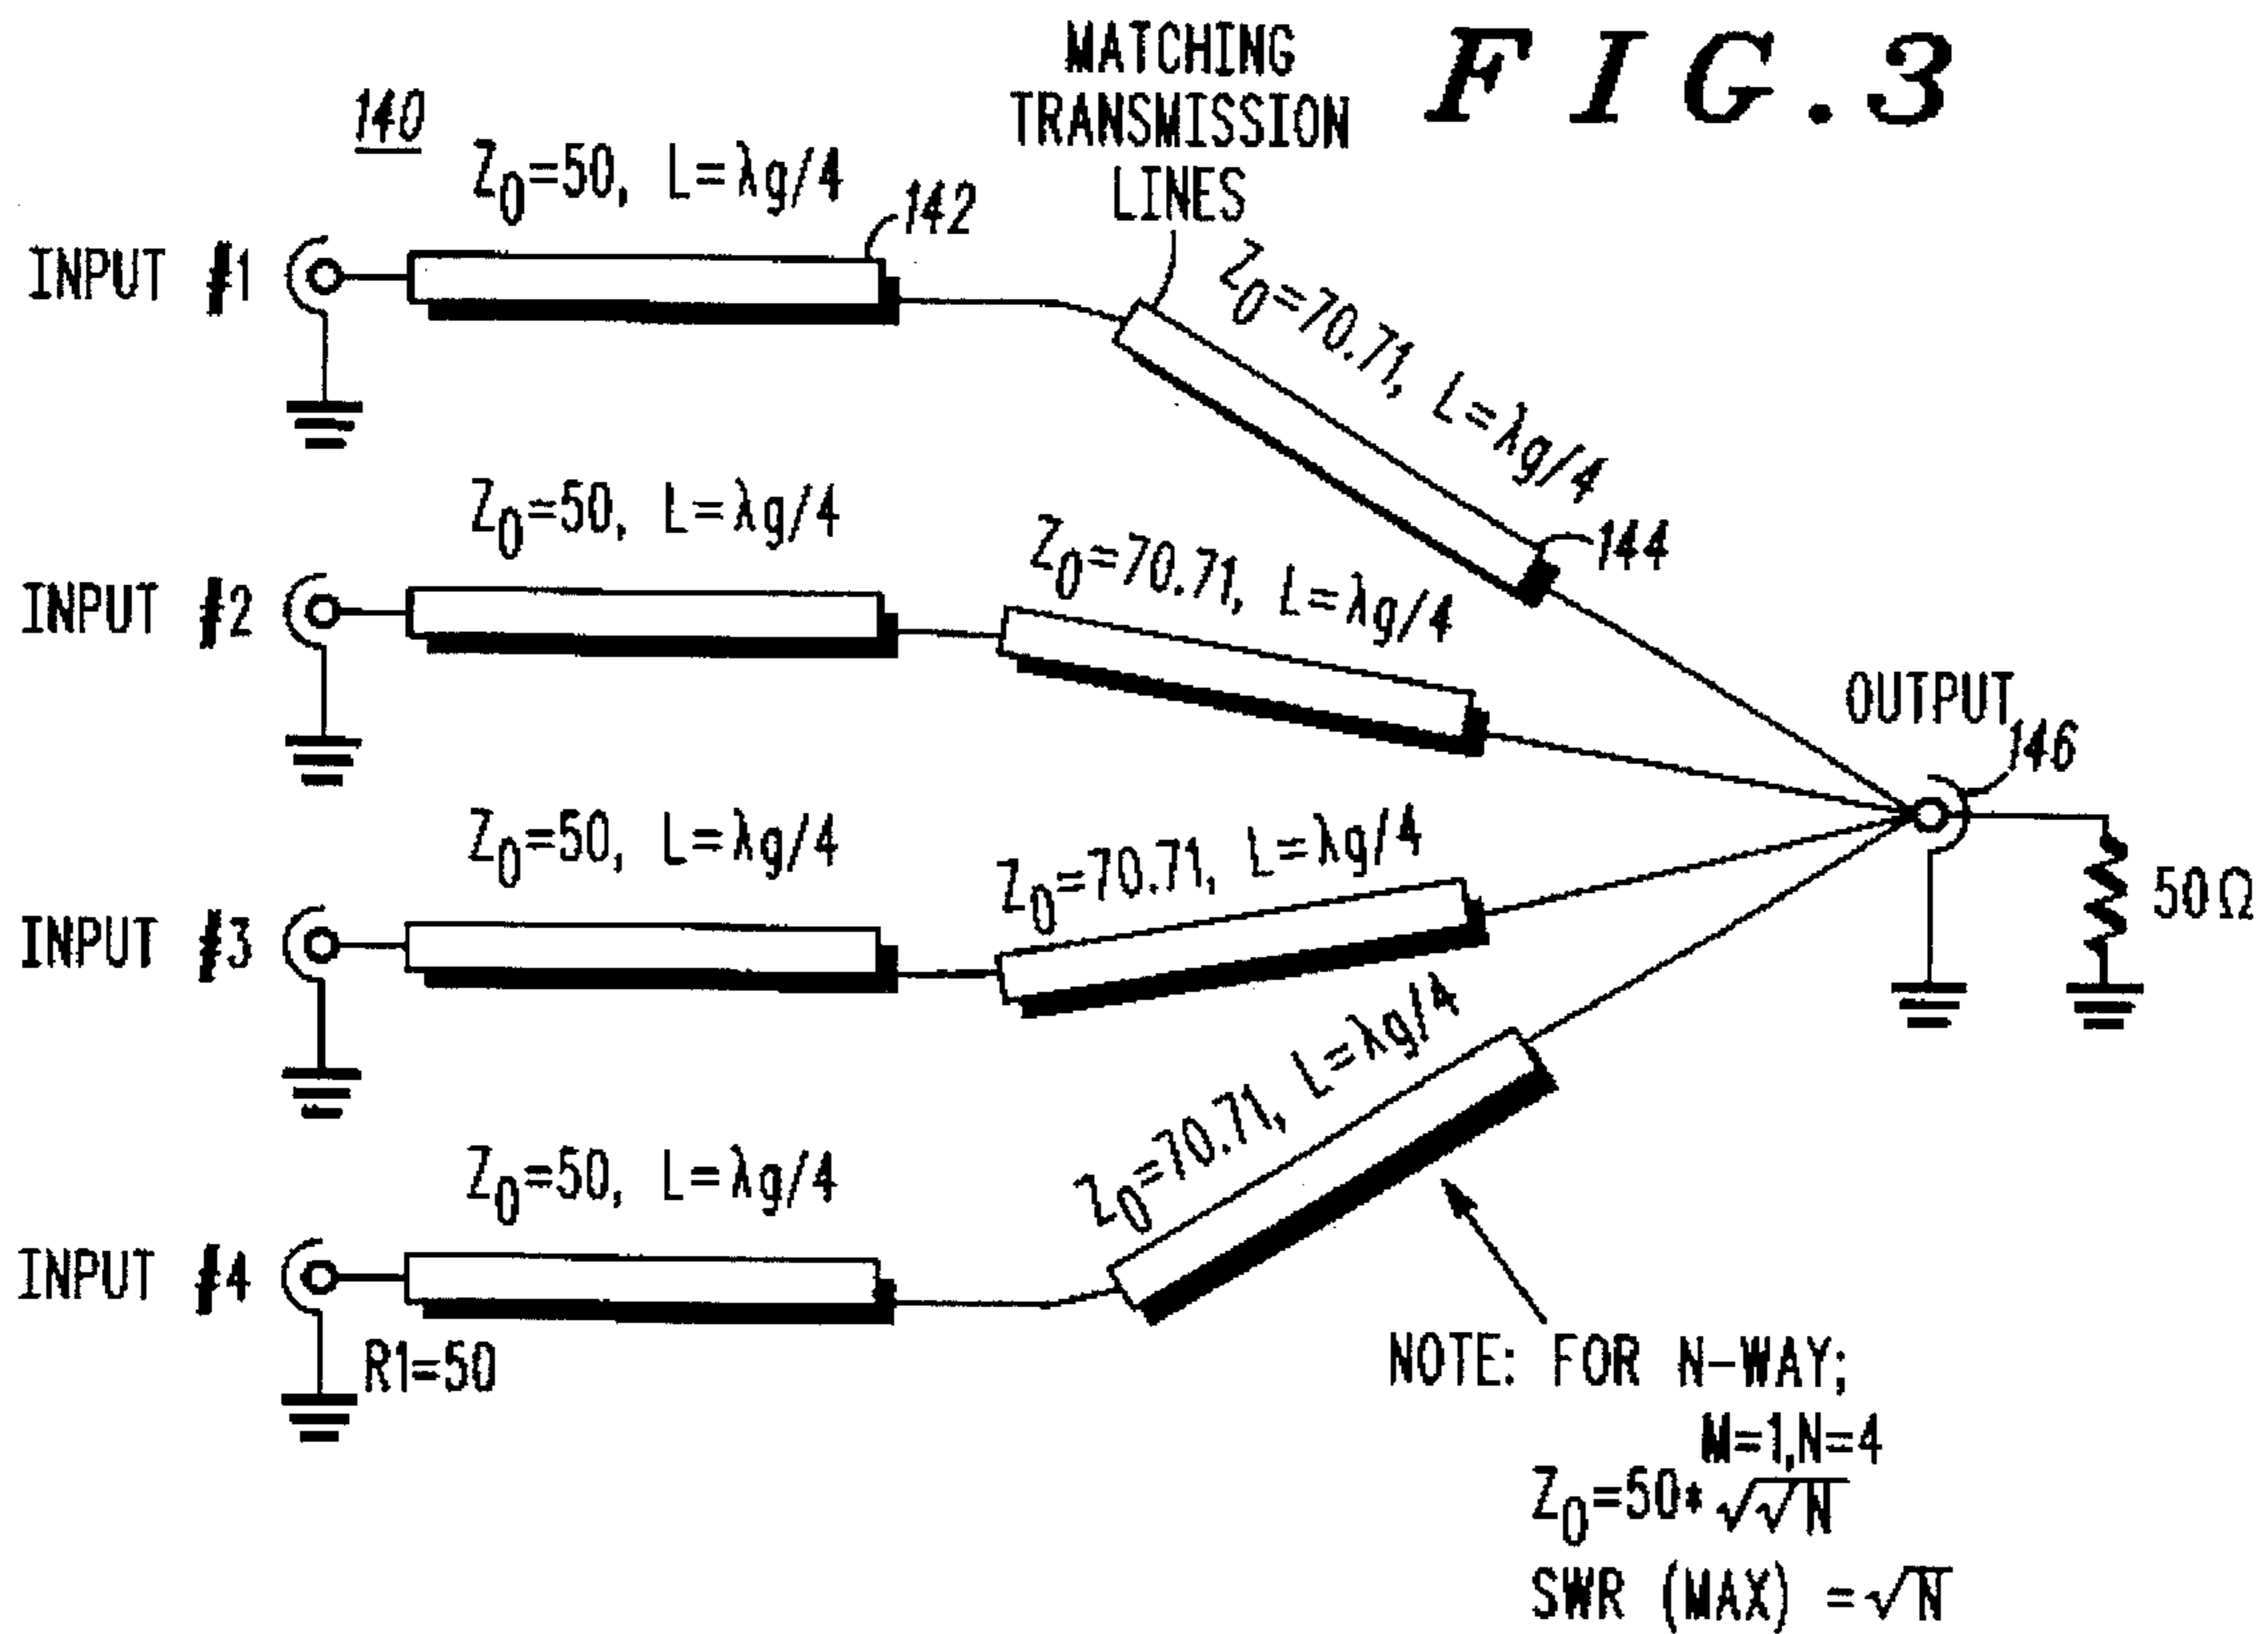 FIG.3
MATCHING
TRANSMISSION
LINES
140
Z0=50, L=λg/4
142
INPUT #1
Z0=70.71, L=λg/4
144
Z0=50, L=λg/4
INPUT #2
Z0=70.71, L=λg/4
OUTPUT
146
50Ω
Z0=50, L=λg/4
INPUT #3
Z0=70.71, L=λg/4
Z0=50, L=λg/4
INPUT #4
R1=50
Z0=70.71, L=λg/4
NOTE: FOR N-WAY;
M=1,N=4
Z0=50*√√N
SWR (MAX) =√N